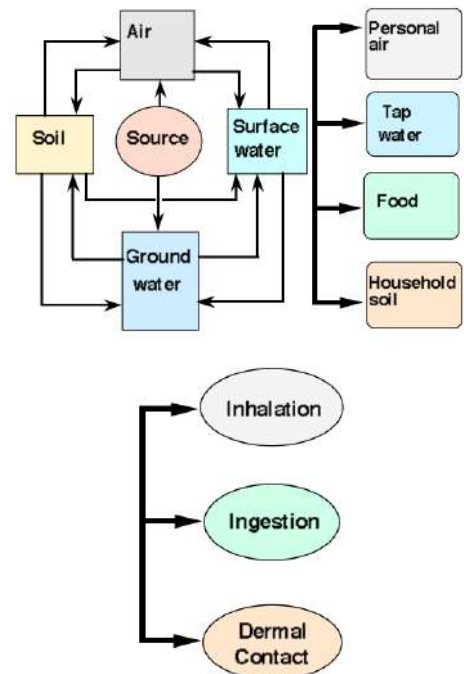 Air
Soil
Source
Surface
water
Ground
water
Personal
air
Tap
water
Food
Household
soil
Inhalation
Ingestion
Dermal
Contact